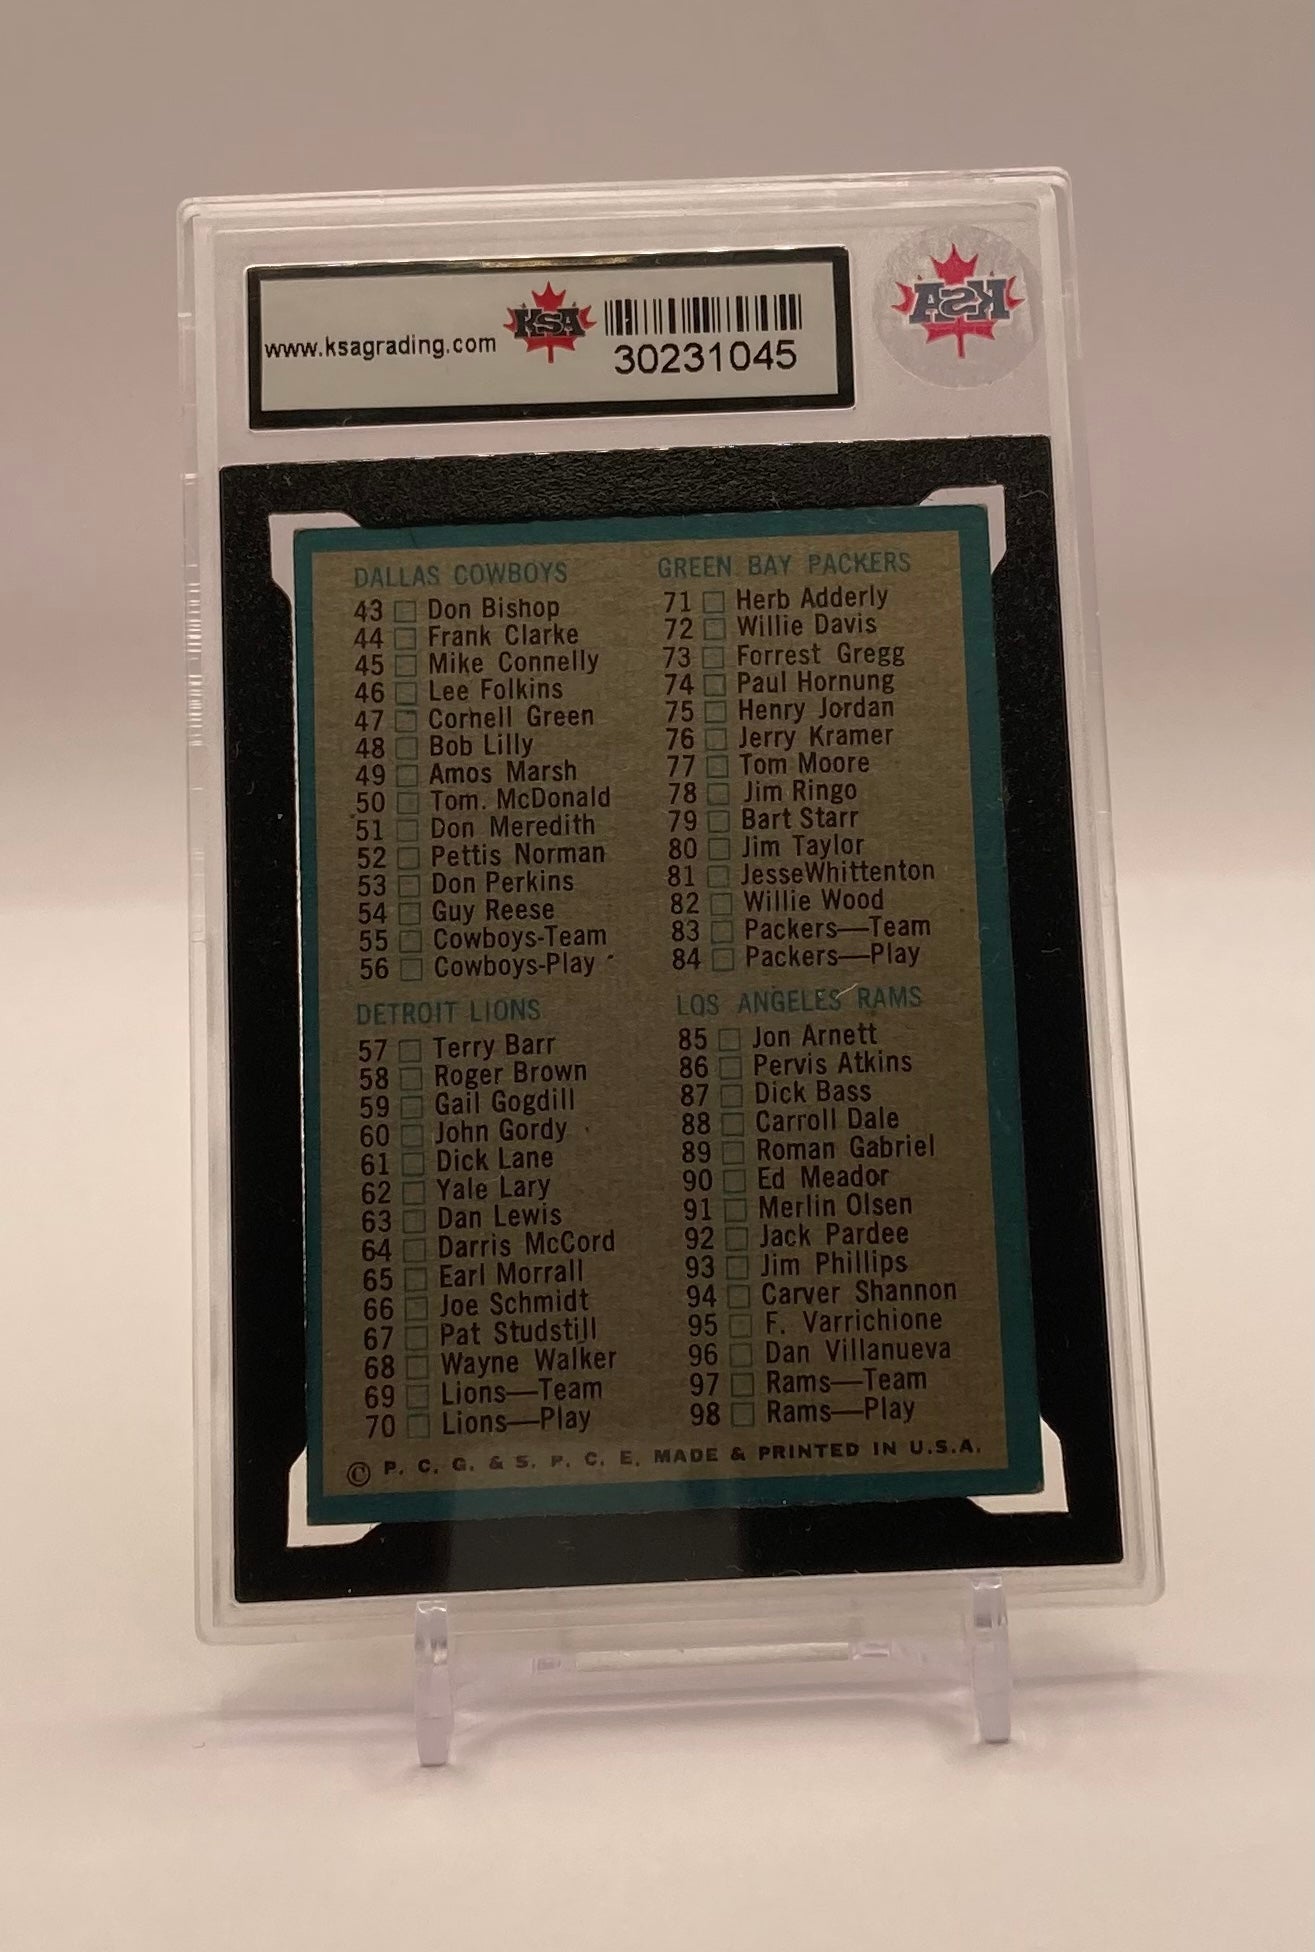 www.ksagrading.com
KSA
30231045
KSA
DALLAS COWBOYS
43 Don Bishop
44 Frank Clarke
45 Mike Connelly
46 Lee Folkins
47 Cornell Green
48 Bob Lilly
49 Amos Marsh
50 Tom. McDonald
51 Don Meredith
52 Pettis Norman
53 Don Perkins
54 Guy Reese
55 Cowboys-Team
56 Cowboys-Play
DETROIT LIONS
57 Terry Barr
58 Roger Brown
59 Gail Gogdill
60 John Gordy
61 Dick Lane
62 Yale Lary
63 Dan Lewis
64 Darris McCord
65 Earl Morrall
66 Joe Schmidt
67 Pat Studstill
68 Wayne Walker
69 Lions—Team
70 Lions—Play
GREEN BAY PACKERS
71 Herb Adderly
72 Willie Davis
73 Forrest Gregg
74 Paul Hornung
75 Henry Jordan
76 Jerry Kramer
77 Tom Moore
78 Jim Ringo
79 Bart Starr
80 Jim Taylor
81 JesseWhittenton
82 Willie Wood
83 Packers—Team
84 Packers—Play
LOS ANGELES RAMS
85 Jon Arnett
86 Pervis Atkins
87 Dick Bass
88 Carroll Dale
89 Roman Gabriel
90 Ed Meador
91 Merlin Olsen
92 Jack Pardee
93 Jim Phillips
94 Carver Shannon
95 F. Varrichione
96 Dan Villanueva
97 Rams—Team
98 Rams—Play
© P. C. G. & S. P. C. E. MADE & PRINTED IN U.S.A.